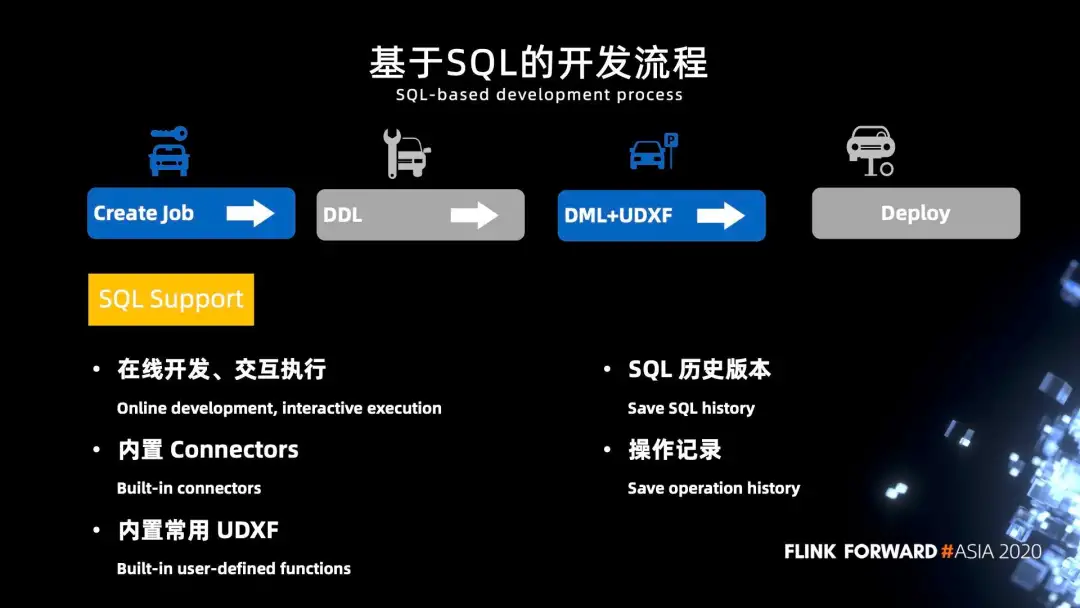 基于SQL的开发流程
SQL-based development process
P
Create Job
DDL
DML+UDXF
Deploy
SQL Support
• 在线开发、交互执行
Online development, interactive execution
• 内置 Connectors
Built-in connectors
• 内置常用 UDXF
Built-in user-defined functions
• SQL 历史版本
Save SQL history
• 操作记录
Save operation history
FLINK FORWARD #ASIA 2020